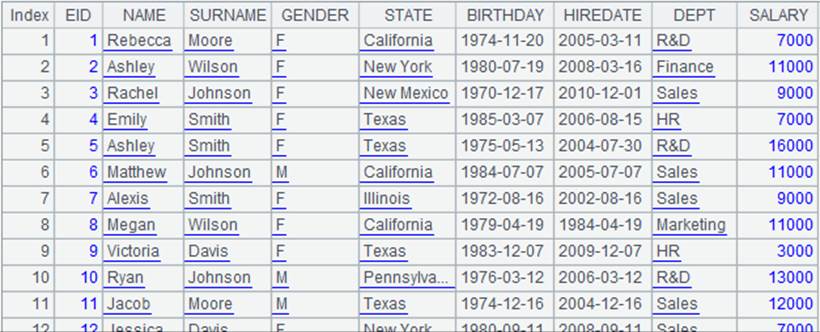 Index EID NAME SURNAME GENDER STATE BIRTHDAY HIREDATE DEPT SALARY
1 1 Rebecca Moore F California 1974-11-20 2005-03-11 R&D 7000
2 2 Ashley Wilson F New York 1980-07-19 2008-03-16 Finance 11000
3 3 Rachel Johnson F New Mexico 1970-12-17 2010-12-01 Sales 9000
4 4 Emily Smith F Texas 1985-03-07 2006-08-15 HR 7000
5 5 Ashley Smith F Texas 1975-05-13 2004-07-30 R&D 16000
6 6 Matthew Johnson M California 1984-07-07 2005-07-07 Sales 11000
7 7 Alexis Smith F Illinois 1972-08-16 2002-08-16 Sales 9000
8 8 Megan Wilson F California 1979-04-19 1984-04-19 Marketing 11000
9 9 Victoria Davis F Texas 1983-12-07 2009-12-07 HR 3000
10 10 Ryan Johnson M Pennsylva... 1976-03-12 2006-03-12 R&D 13000
11 11 Jacob Moore M Texas 1974-12-16 2004-12-16 Sales 12000
12 12 Jessica Davis F New York 1980-09-11 2008-09-11 Sales 7000